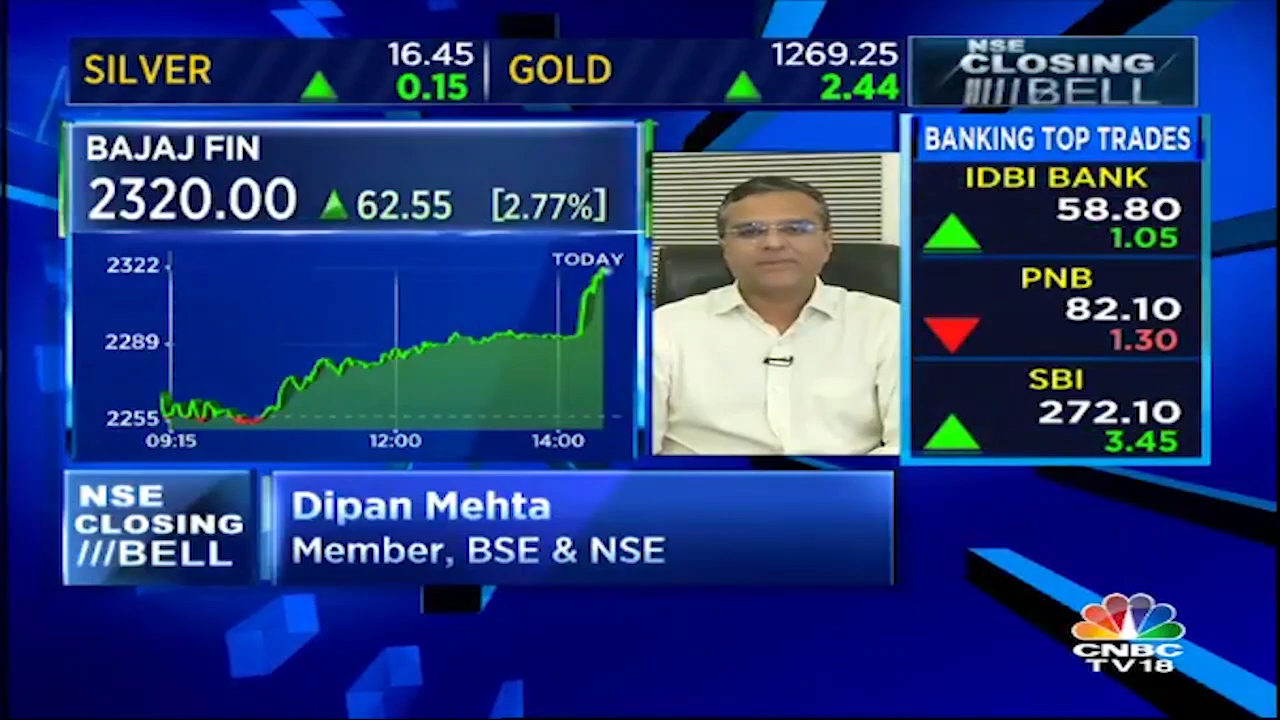 SILVER
16.45
0.15
GOLD
1269.25
2.44
NSE
CLOSING
BELL
BAJAJ FIN
2320.00 62.55 [2.77%]
TODAY
2322
2289
2255
09:15 12:00 14:00
BANKING TOP TRADES
IDBI BANK
58.80
1.05
PNB
82.10
1.30
SBI
272.10
3.45
NSE
CLOSING
///BELL
Dipan Mehta
Member, BSE & NSE
CNBC
TV18